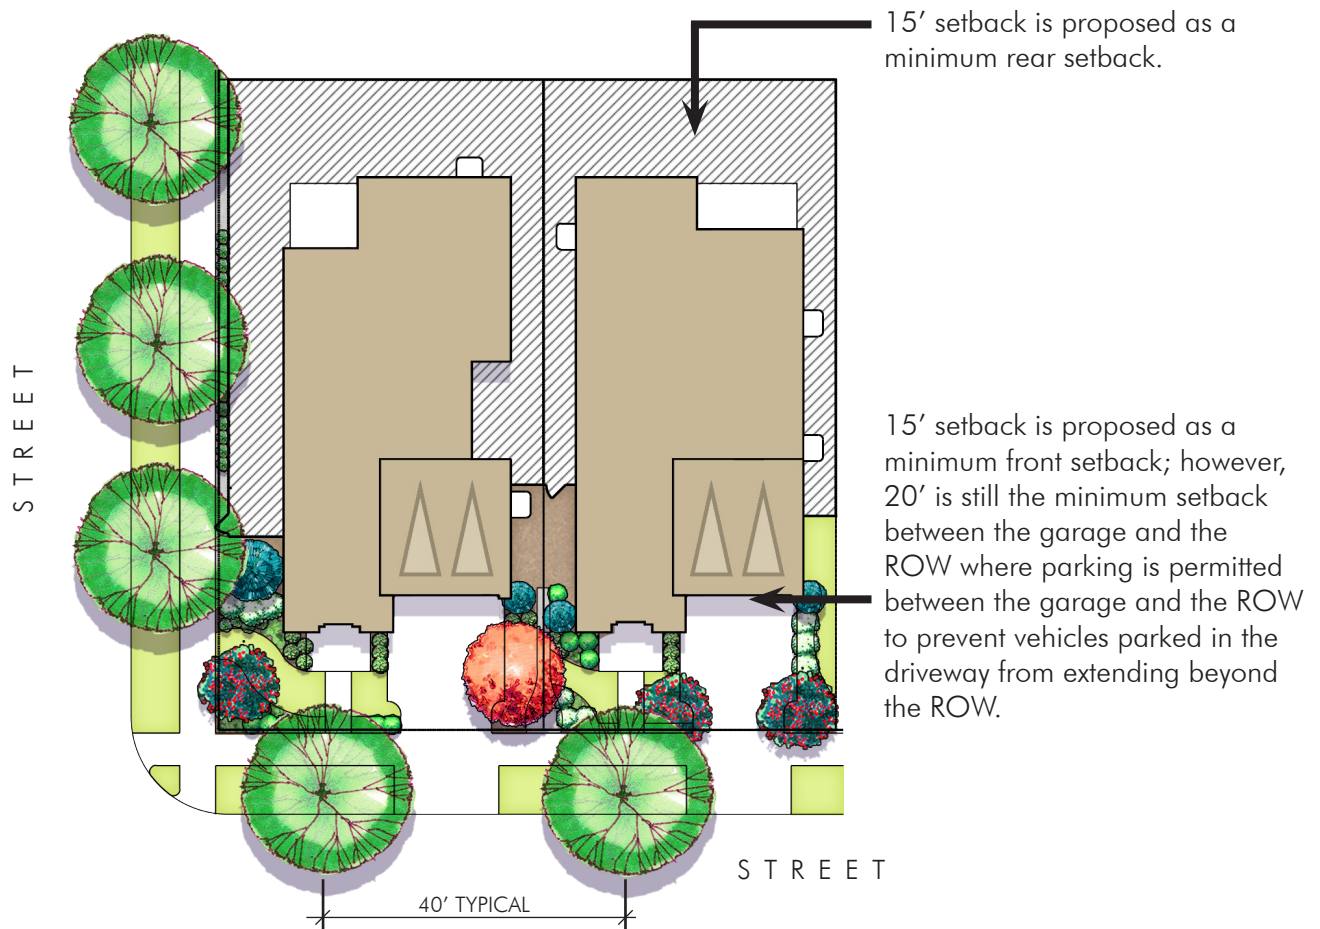 15’ setback is proposed as a
minimum rear setback.
STREET
15’ setback is proposed as a
minimum front setback; however,
20’ is still the minimum setback
between the garage and the
ROW where parking is permitted
between the garage and the ROW
to prevent vehicles parked in the
driveway from extending beyond
the ROW.
STREET
40’ TYPICAL